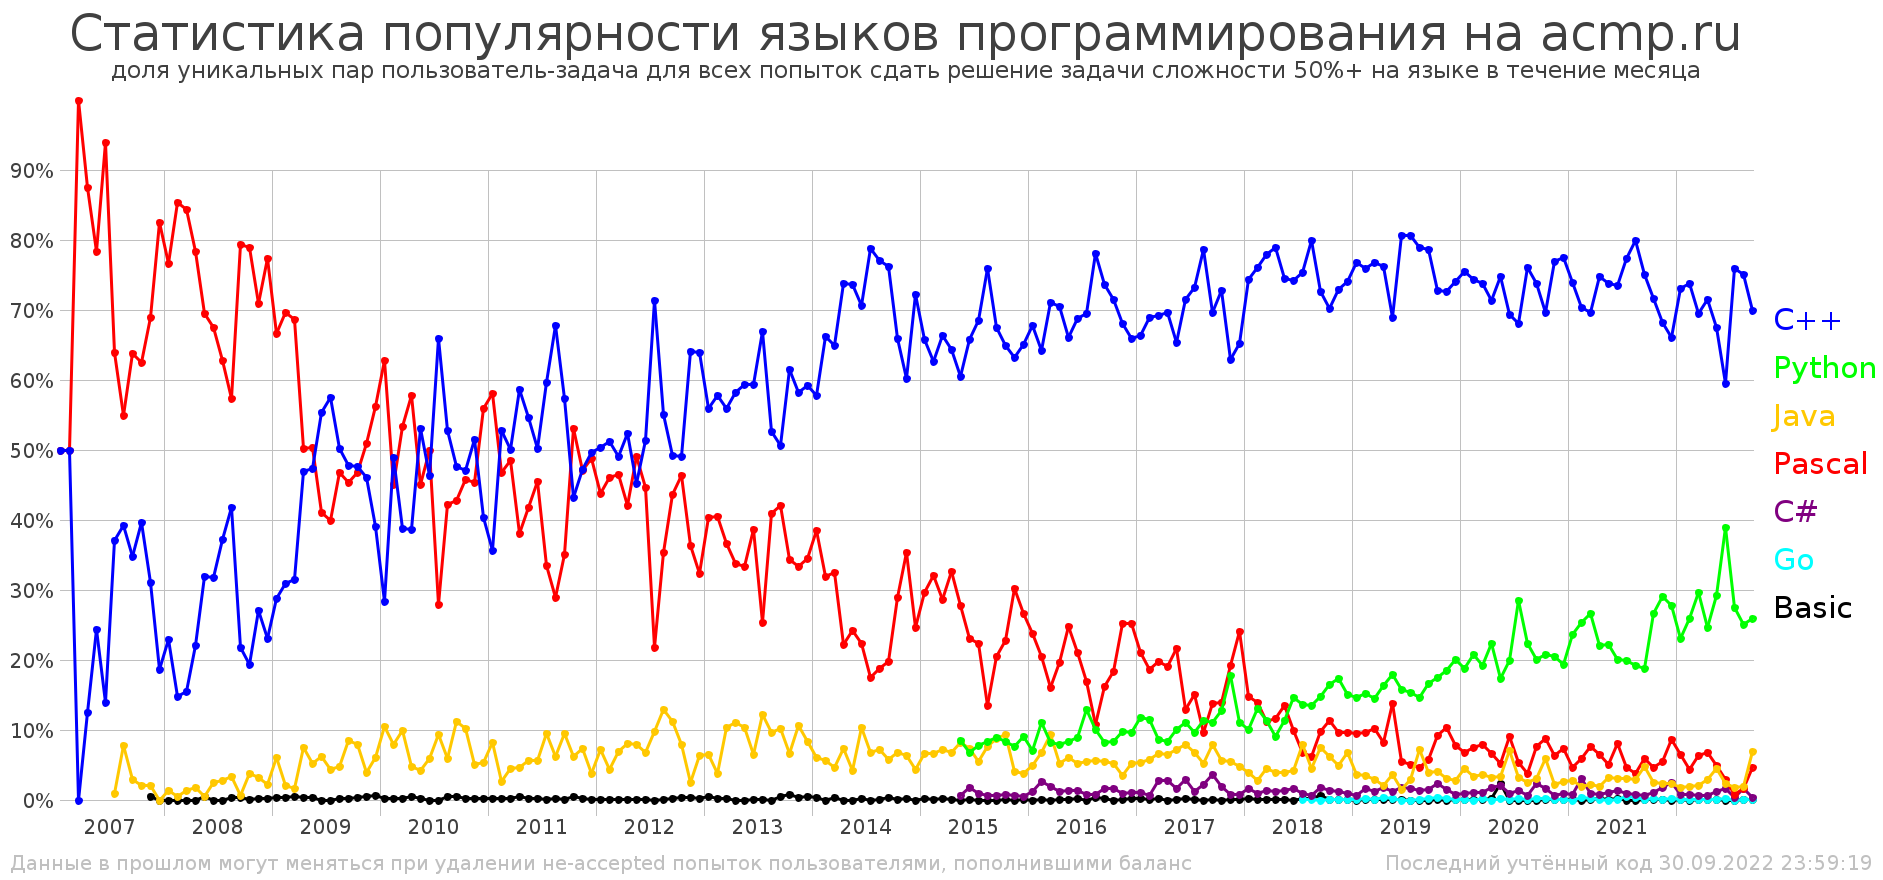 Статистика популярности языков программирования на acmp.ru
доля уникальных пар пользователь-задача для всех попыток сдать решение задачи сложности 50%+ на языке в течение месяца
90%
80%
70%
60%
50%
40%
30%
20%
10%
0%
C++
Python
Java
Pascal
C#
Go
Basic
2007 2008 2009 2010 2011 2012 2013 2014 2015 2016 2017 2018 2019 2020 2021
Данные в прошлом могут меняться при удалении не-accepted попыток пользователями, пополнившими баланс
Последний учтённый код 30.09.2022 23:59:19